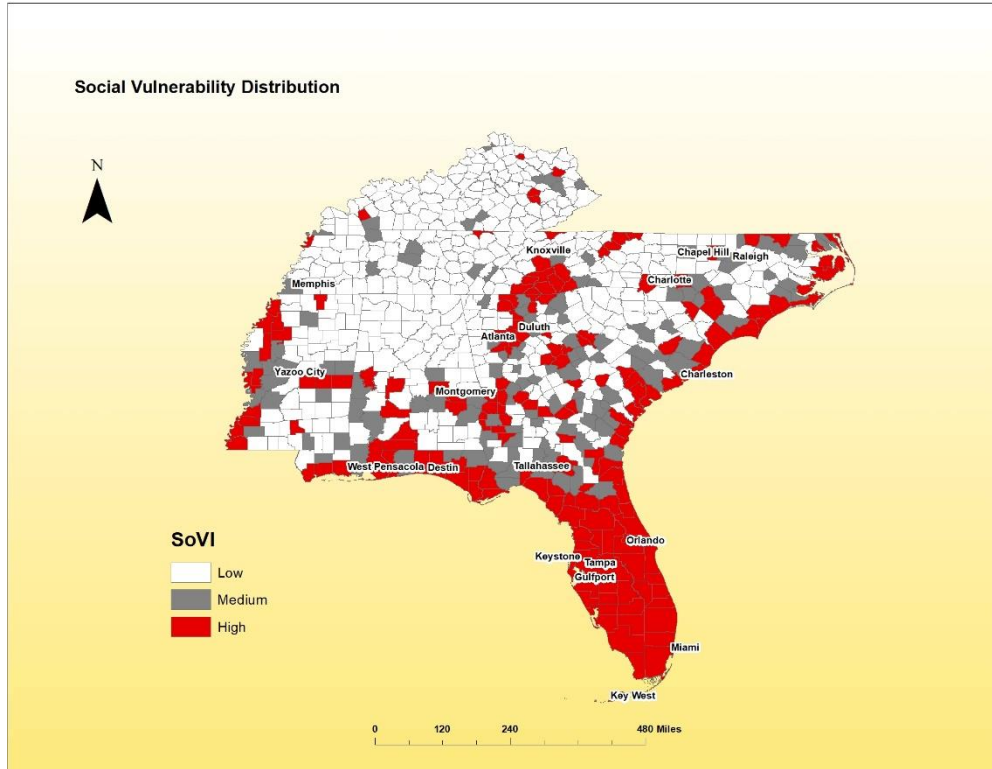 Social Vulnerability Distribution
N
Knoxville
Chapel Hill
Raleigh
Memphis
Charlotte
Duluth
Atlanta
Yazoo City
Charleston
Montgomery
West Pensacola Destin
Tallahassee
SoVI
Low
Medium
High
Orlando
Keystone
Tampa
Gulfport
Miami
Key West
0 120 240 480 Miles